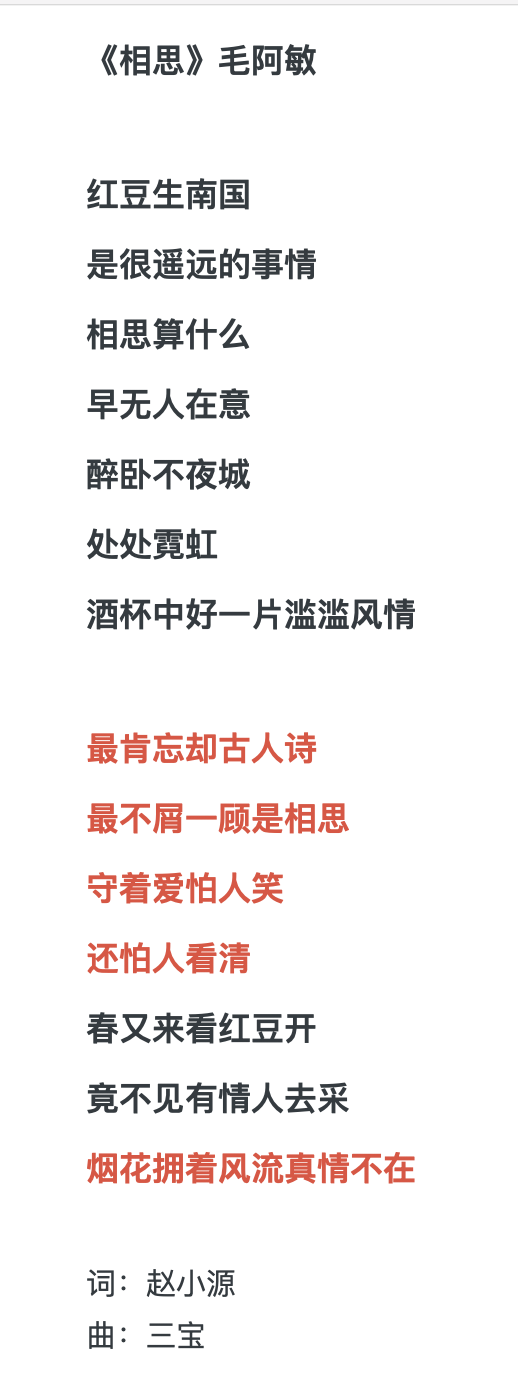 《相思》毛阿敏
红豆生南国
是很遥远的事情
相思算什么
早无人在意
醉卧不夜城
处处霓虹
酒杯中好一片滥滥风情
最肯忘却古人诗
最不屑一顾是相思
守着爱怕人笑
还怕人看清
春又来看红豆开
竟不见有情人去采
烟花拥着风流真情不在
词：赵小源
曲：三宝